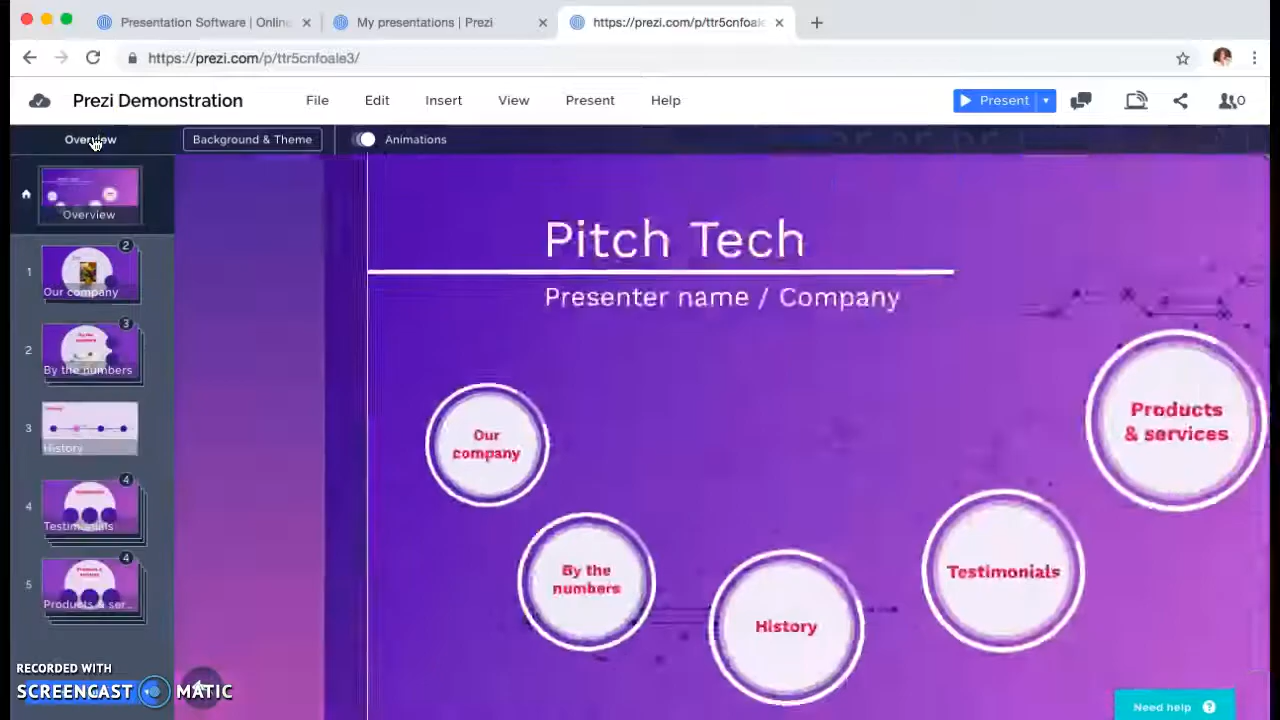 Presentation Software | Online
My presentations | Prezi
https://prezi.com/p/ttr5cnfoale
https://prezi.com/p/ttr5cnfoale3/
Prezi Demonstration
File
Edit
Insert
View
Present
Help
Present
0
Overview
Background & Theme
Animations
Overview
2
1
Our company
3
2
By the numbers
3
History
4
4
Testimonials
4
5
Products & ser...
Pitch Tech
Presenter name / Company
Our
company
By the
numbers
History
Testimonials
Products
& services
RECORDED WITH
SCREENCAST MATIC
Need help ?